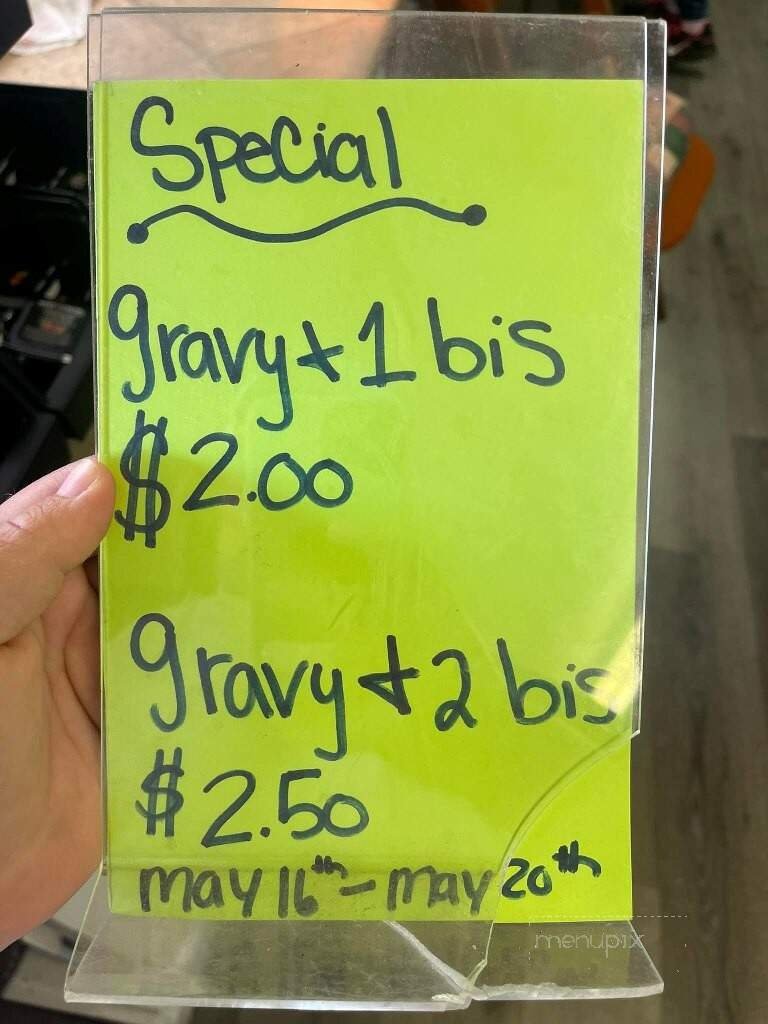 Special
gravy + 1 bis
$2.00
gravy + 2 bis
$2.50
may 16th - may 20th
menupix